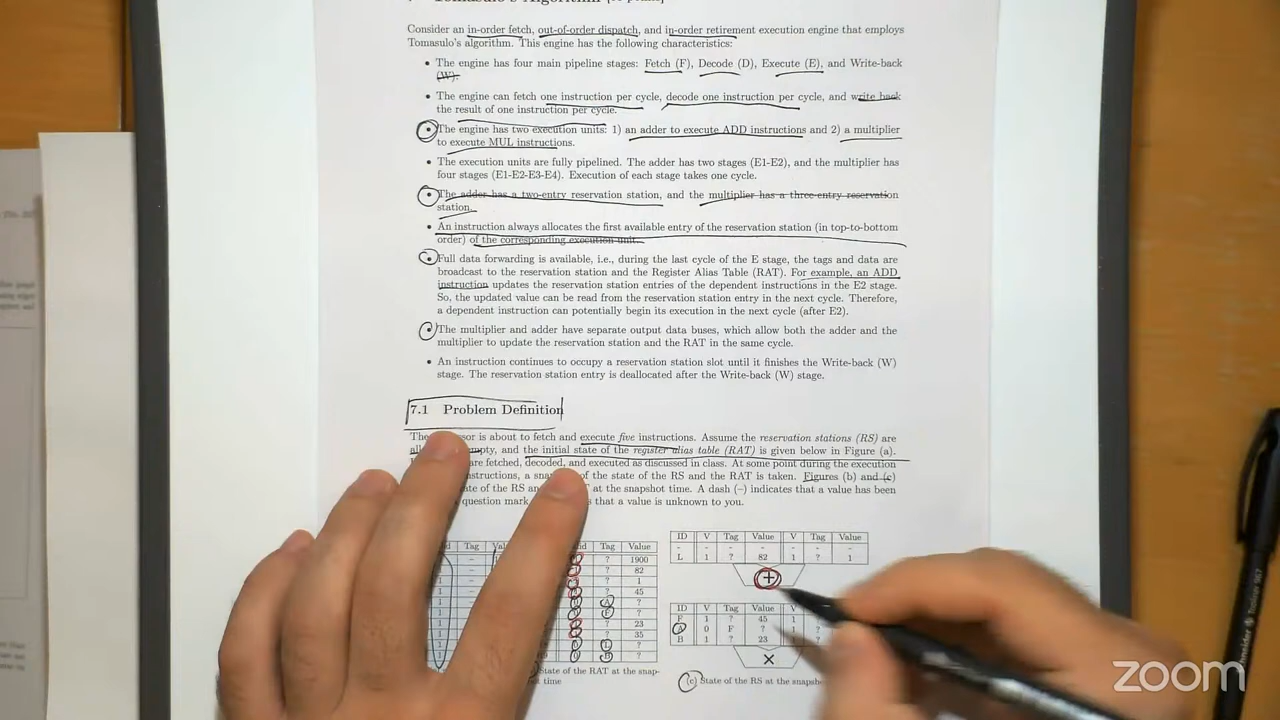 Tomasulo's Algorithm
Consider an in-order fetch, out-of-order dispatch, and in-order retirement execution engine that employs
Tomasulo's algorithm. This engine has the following characteristics:
• The engine has four main pipeline stages: Fetch (F), Decode (D), Execute (E), and Write-back
(W).
• The engine can fetch one instruction per cycle, decode one instruction per cycle, and write back
the result of one instruction per cycle.
• The engine has two execution units: 1) an adder to execute ADD instructions and 2) a multiplier
to execute MUL instructions.
• The execution units are fully pipelined. The adder has two stages (E1-E2), and the multiplier has
four stages (E1-E2-E3-E4). Execution of each stage takes one cycle.
• The adder has a two-entry reservation station, and the multiplier has a three-entry reservation
station.
• An instruction always allocates the first available entry of the reservation station (in top-to-bottom
order) of the corresponding execution unit.
• Full data forwarding is available, i.e., during the last cycle of the E stage, the tags and data are
broadcast to the reservation station and the Register Alias Table (RAT). For example, an ADD
instruction updates the reservation station entries of the dependent instructions in the E2 stage.
So, the updated value can be read from the reservation station entry in the next cycle. Therefore,
a dependent instruction can potentially begin its execution in the next cycle (after E2).
• The multiplier and adder have separate output data buses, which allow both the adder and the
multiplier to update the reservation station and the RAT in the same cycle.
• An instruction continues to occupy a reservation station slot until it finishes the Write-back (W)
stage. The reservation station entry is deallocated after the Write-back (W) stage.
7.1 Problem Definition
is about to fetch and execute five instructions. Assume the reservation stations (RS) are
and the initial state of the register alias table (RAT) is given below in Figure (a).
are fetched, decoded, and executed as discussed in class. At some point during the execution
of the state of the RS and the RAT is taken. Figures (b) and (c)
of the RS at the snapshot time. A dash (–) indicates that a value has been
question mark that a value is unknown to you.
Tag Tag Value ID V Tag Value V Tag Value
? 1900 - - - - - - -
? 82 L 1 ? 82 1 ? 1
1 ? 1 +
1 ? 45
1 A ? ID V Tag Value V
1 F ? F 1 ? 45 1
1 ? 23 A 0 F ? 1 ?
1 ? 35 B 1 ? 23
1 L ? ×
1 ?
State of the RAT at the snap- (c) State of the RS at the
time
zoom